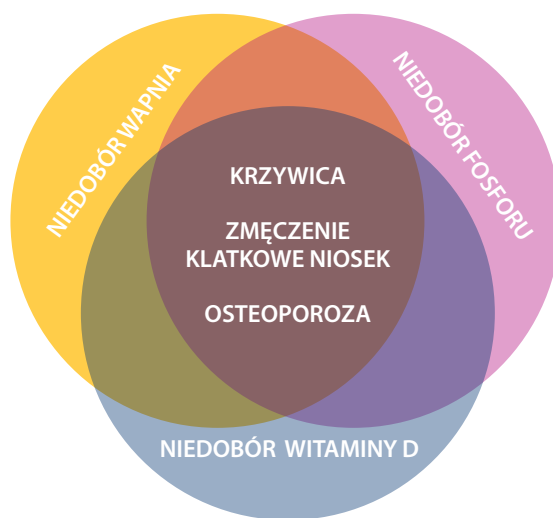 NIEDOBÓR WAPNIA
NIEDOBÓR FOSFORU
KRZYWICA
ZMĘCZENIE
KLATKOWE NIOSEK
OSTEOPOROZA
NIEDOBÓR WITAMINY D